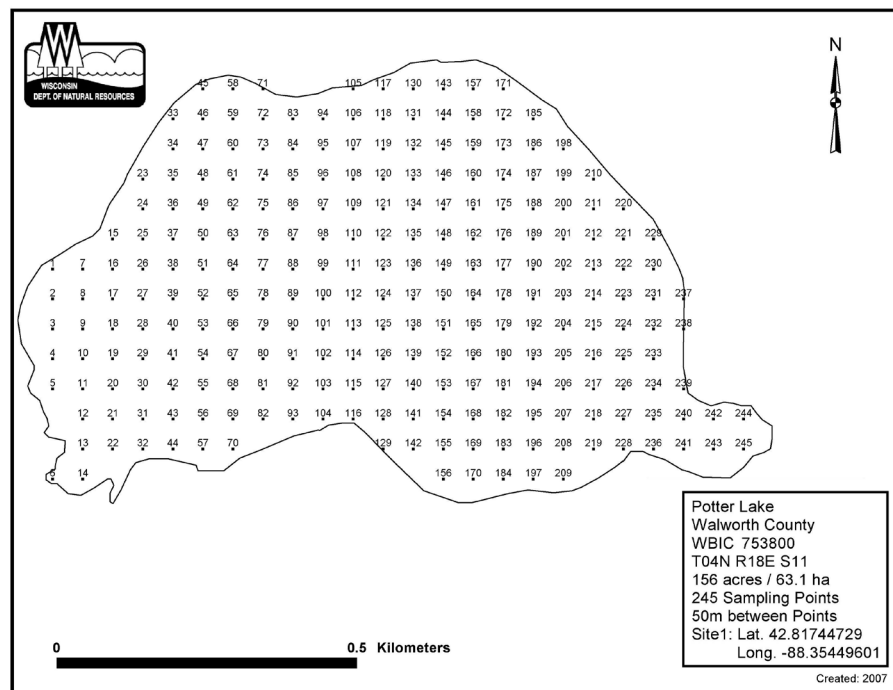 WISCONSIN
DEPT. OF NATURAL RESOURCES
N
45 58 71 105 117 130 143 157 171
33 46 59 72 83 94 106 118 131 144 158 172 185
34 47 60 73 84 95 107 119 132 145 159 173 186 198
23 35 48 61 74 85 96 108 120 133 146 160 174 187 199 210
24 36 49 62 75 86 97 109 121 134 147 161 175 188 200 211 220
15 25 37 50 63 76 87 98 110 122 135 148 162 176 189 201 212 221 229
1 7 16 26 38 51 64 77 88 99 111 123 136 149 163 177 190 202 213 222 230
2 8 17 27 39 52 65 78 89 100 112 124 137 150 164 178 191 203 214 223 231 237
3 9 18 28 40 53 66 79 90 101 113 125 138 151 165 179 192 204 215 224 232 238
4 10 19 29 41 54 67 80 91 102 114 126 139 152 166 180 193 205 216 225 233
5 11 20 30 42 55 68 81 92 103 115 127 140 153 167 181 194 206 217 226 234 239
12 21 31 43 56 69 82 93 104 116 128 141 154 168 182 195 207 218 227 235 240 242 244
13 22 32 44 57 70 129 142 155 169 183 196 208 219 228 236 241 243 245
6 14 156 170 184 197 209
Potter Lake
Walworth County
WBIC 753800
T04N R18E S11
156 acres / 63.1 ha
245 Sampling Points
50m between Points
Site1: Lat. 42.81744729
Long. -88.35449601
0 0.5 Kilometers
Created: 2007